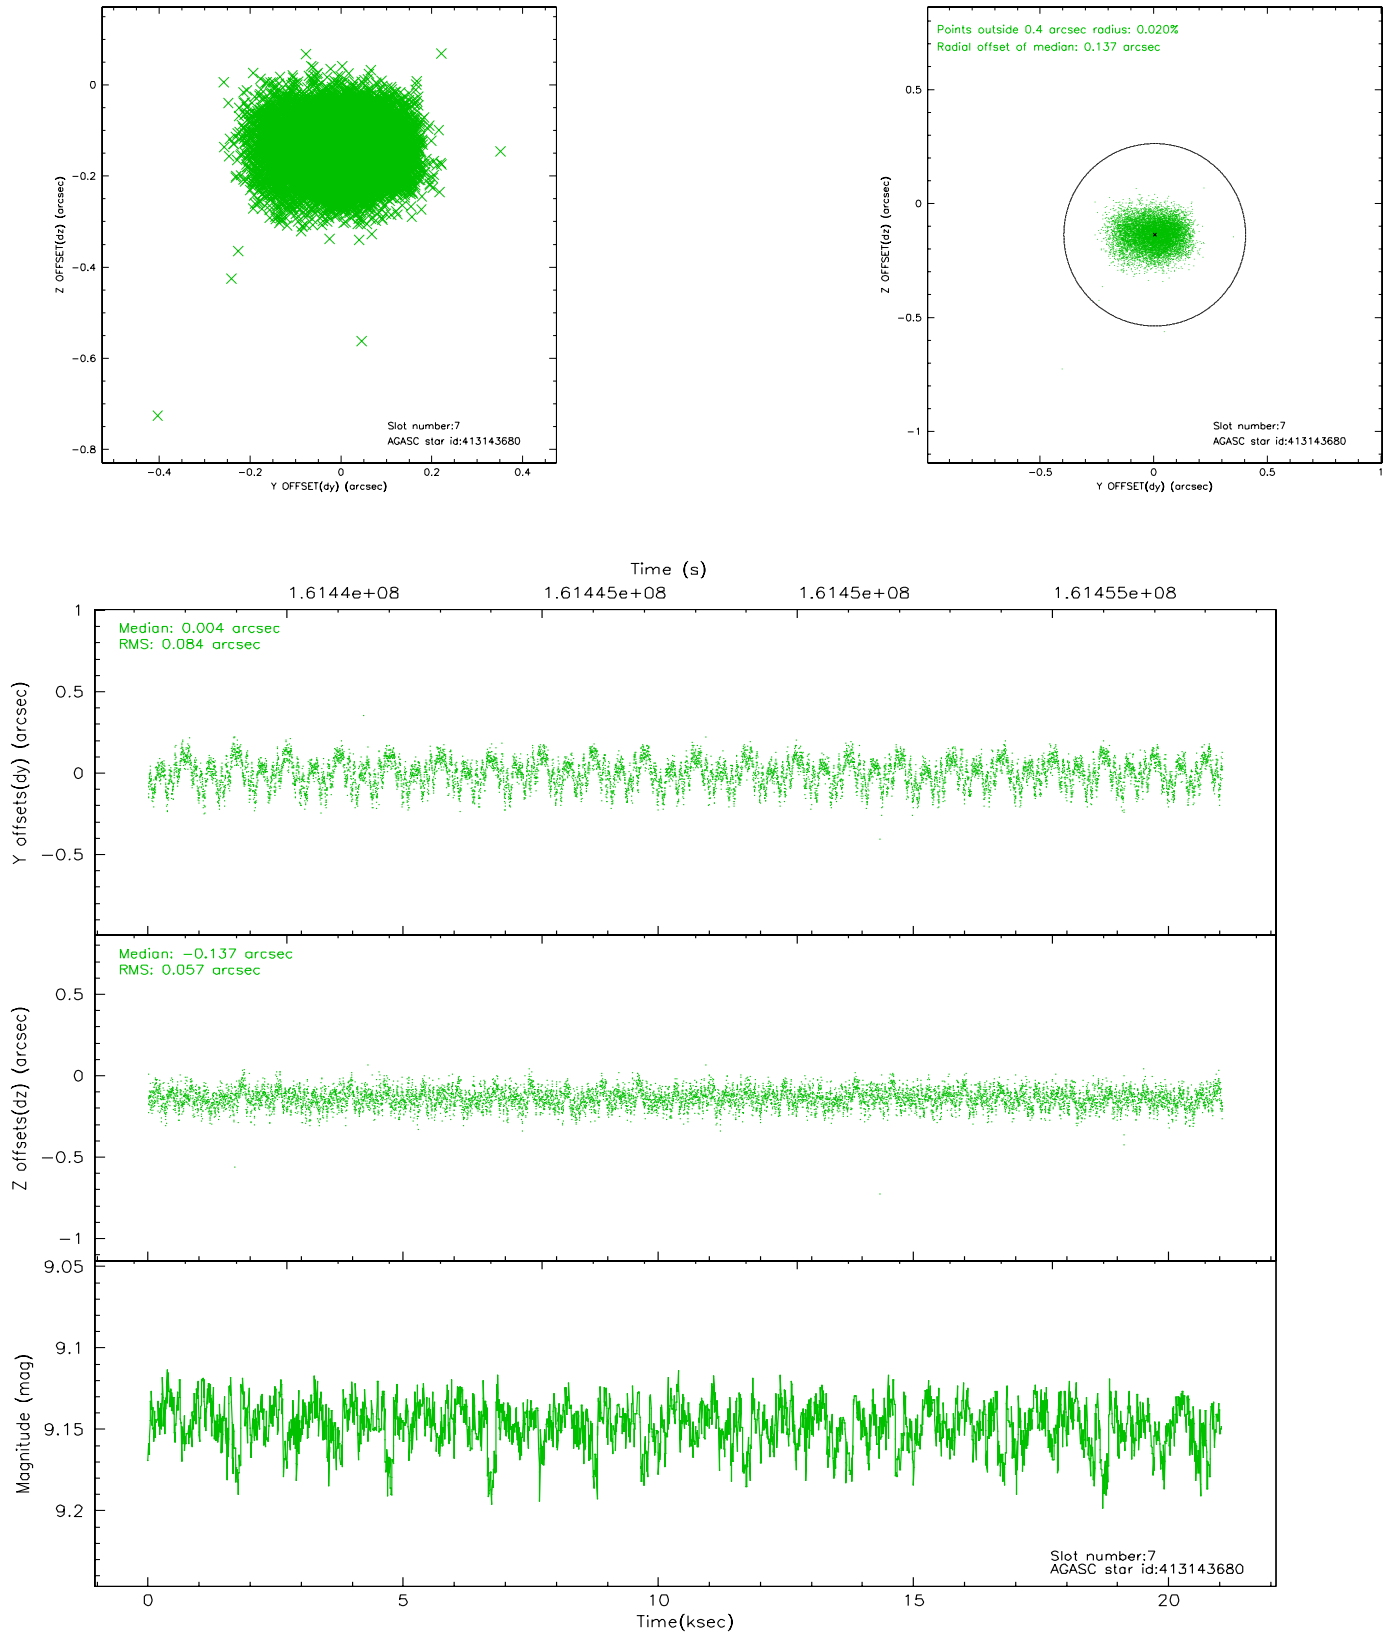 0
−0.2
−0.4
−0.6
−0.8
Z OFFSET(dz) (arcsec)
Slot number:7
AGASC star id:413143680
−0.4
−0.2
0
0.2
0.4
Y OFFSET(dy) (arcsec)
Points outside 0.4 arcsec radius: 0.020%
Radial offset of median: 0.137 arcsec
0.5
0
−0.5
−1
Z OFFSET(dz) (arcsec)
Slot number:7
AGASC star id:413143680
−0.5
0
0.5
1
Y OFFSET(dy) (arcsec)
Time (s)
1.6144e+08
1.61445e+08
1.6145e+08
1.61455e+08
Median: 0.004 arcsec
RMS: 0.084 arcsec
1
0.5
0
−0.5
Y offsets(dy) (arcsec)
Median: −0.137 arcsec
RMS: 0.057 arcsec
0.5
0
−0.5
−1
Z offsets(dz) (arcsec)
9.05
9.1
9.15
9.2
Magnitude (mag)
Slot number:7
AGASC star id:413143680
0
5
10
15
20
Time(ksec)